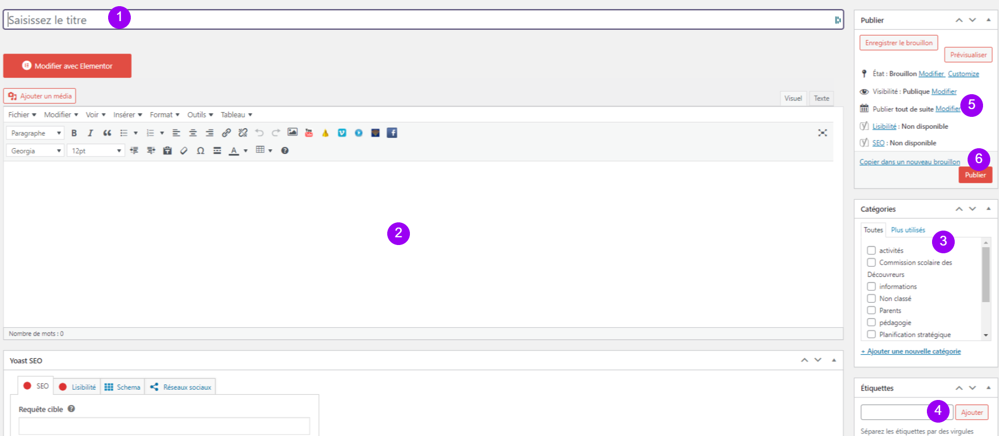 Saisissez le titre 1
Modifier avec Elementor
Ajouter un média
Visuel Texte
Fichier Modifier Voir Insérer Format Outils Tableau
Paragraphe B I
Georgia 12pt Ω A
2
Nombre de mots : 0
Yoast SEO
SEO Lisibilité Schema Réseaux sociaux
Requête cible
Publier
Enregistrer le brouillon
Prévisualiser
État : Brouillon Modifier Customize
Visibilité : Publique Modifier
Publier tout de suite Modifier 5
Lisibilité : Non disponible
SEO : Non disponible
Copier dans un nouveau brouillon 6
Publier
Catégories
Toutes Plus utilisés
3
activités
Commission scolaire des
Découvreurs
informations
Non classé
Parents
pédagogie
Planification stratégique
+ Ajouter une nouvelle catégorie
Étiquettes
4 Ajouter
Séparez les étiquettes par des virgules